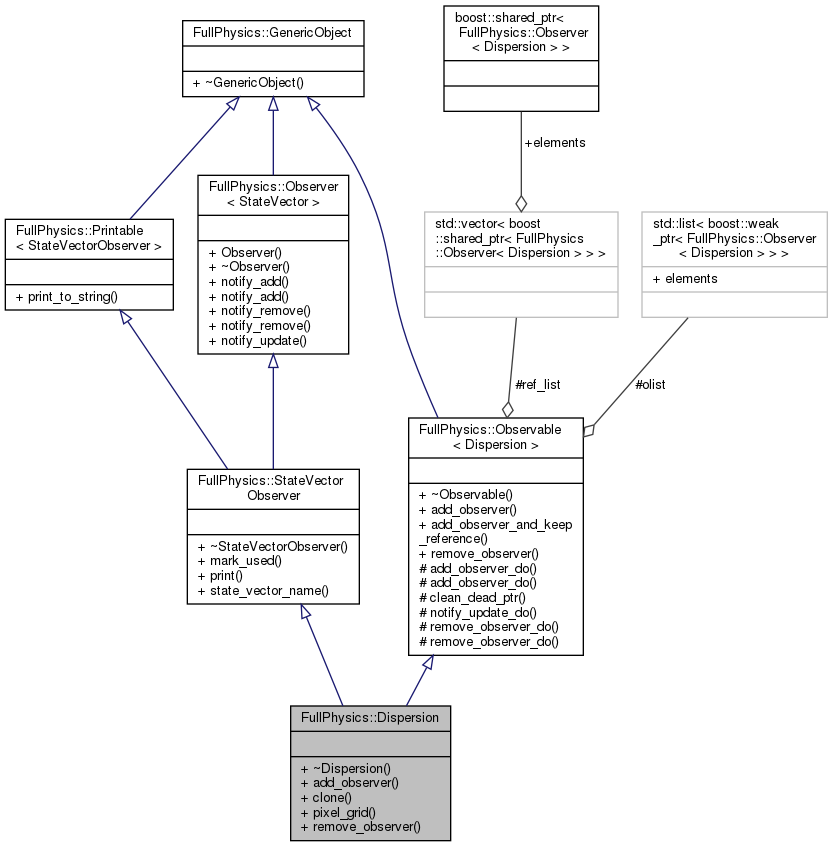 FullPhysics::GenericObject
+ ~GenericObject()
boost::shared_ptr<
FullPhysics::Observer
< Dispersion > >
+elements
FullPhysics::Printable
< StateVectorObserver >
+ print_to_string()
FullPhysics::Observer
< StateVector >
+ Observer()
+ ~Observer()
+ notify_add()
+ notify_add()
+ notify_remove()
+ notify_remove()
+ notify_update()
std::vector< boost
::shared_ptr< FullPhysics
::Observer< Dispersion > > >
std::list< boost::weak
_ptr< FullPhysics::Observer
< Dispersion > > >
+ elements
#ref_list
#olist
FullPhysics::StateVector
Observer
+ ~StateVectorObserver()
+ mark_used()
+ print()
+ state_vector_name()
FullPhysics::Observable
< Dispersion >
+ ~Observable()
+ add_observer()
+ add_observer_and_keep
_reference()
+ remove_observer()
# add_observer_do()
# add_observer_do()
# clean_dead_ptr()
# notify_update_do()
# remove_observer_do()
# remove_observer_do()
FullPhysics::Dispersion
+ ~Dispersion()
+ add_observer()
+ clone()
+ pixel_grid()
+ remove_observer()